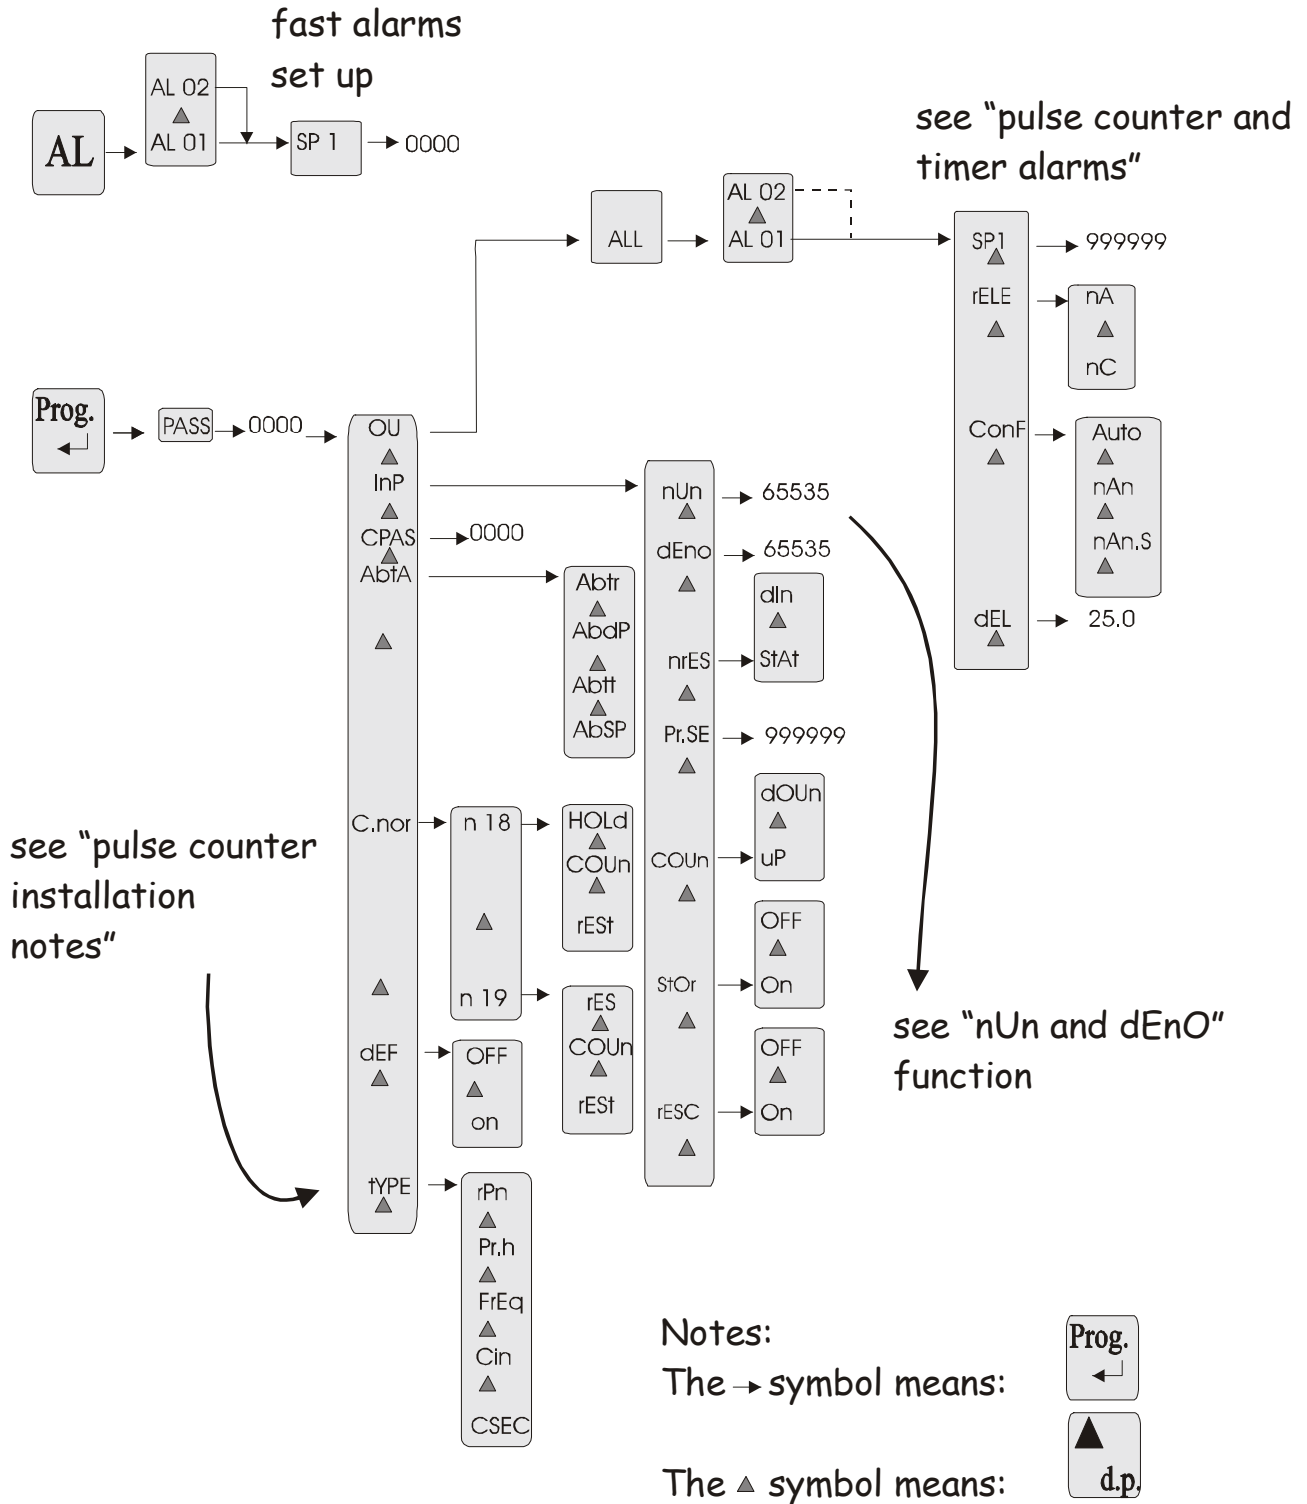 fast alarms
set up
AL 02
AL 01
AL
SP 1
0000
see “pulse counter and
timer alarms”
ALL
AL 02
AL 01
SP1
999999
rELE
nA
nC
ConF
Auto
nAn
nAn.S
dEL
25.0
Prog.
PASS
0000
OU
InP
CPAS
0000
AbtA
Abtr
AbdP
Abtt
AbSP
C.nor
n 18
HOLd
COUn
rESt
n 19
rES
COUn
rESt
dEF
OFF
on
tYPE
rPn
Pr.h
FrEq
Cin
CSEC
nUn
65535
dEno
65535
nrES
dIn
StAt
Pr.SE
999999
COUn
dOUn
uP
StOr
OFF
On
rESC
OFF
On
see “pulse counter
installation
notes”
see “nUn and dEnO”
function
Notes:
The → symbol means:
Prog.
The ▲ symbol means:
d.p.